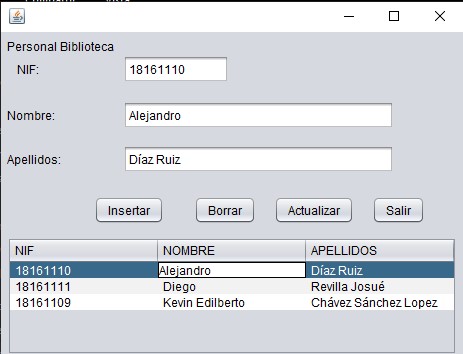 Personal Biblioteca
NIF: 18161110
Nombre: Alejandro
Apellidos: Díaz Ruiz
Insertar Borrar Actualizar Salir
NIF NOMBRE APELLIDOS
18161110 Alejandro Díaz Ruiz
18161111 Diego Revilla Josué
18161109 Kevin Edilberto Chávez Sánchez Lopez